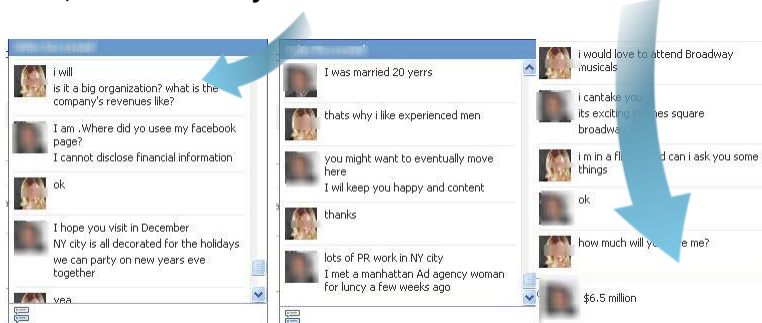 i will
is it a big organization? what is the
company's revenues like?
I am .Where did yo usee my facebook
page?
I cannot disclose financial information
ok
I hope you visit in December
NY city is all decorated for the holidays
we can party on new years eve
together
yea
I was married 20 yerrs
thats why i like experienced men
you might want to eventually move
here
I wil keep you happy and content
thanks
lots of PR work in NY city
I met a manhattan Ad agency woman
for luncy a few weeks ago
i would love to attend Broadway
musicals
i cantake you
its exciting in times square
broadway
i m in a can i ask you some
things
ok
how much will me?
$6.5 million